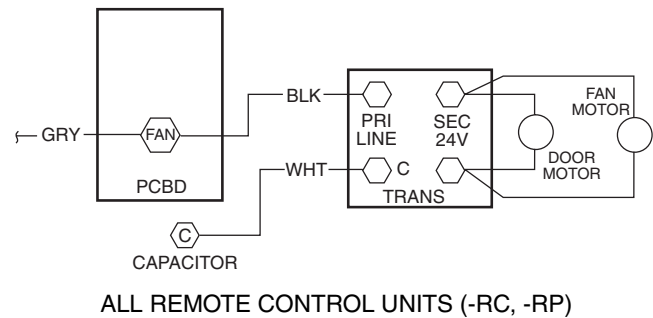 GRY
FAN
PCBD
BLK
WHT
C
CAPACITOR
PRI
LINE
C
SEC
24V
TRANS
FAN
MOTOR
DOOR
MOTOR
ALL REMOTE CONTROL UNITS (-RC, -RP)